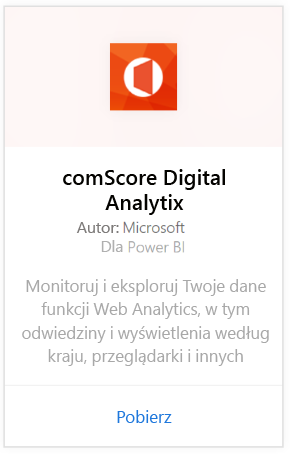 comScore Digital
Analytix
Autor: Microsoft
Dla Power BI
Monitoruj i eksploruj Twoje dane
funkcji Web Analytics, w tym
odwiedziny i wyświetlenia według
kraju, przeglądarki i innych
Pobierz